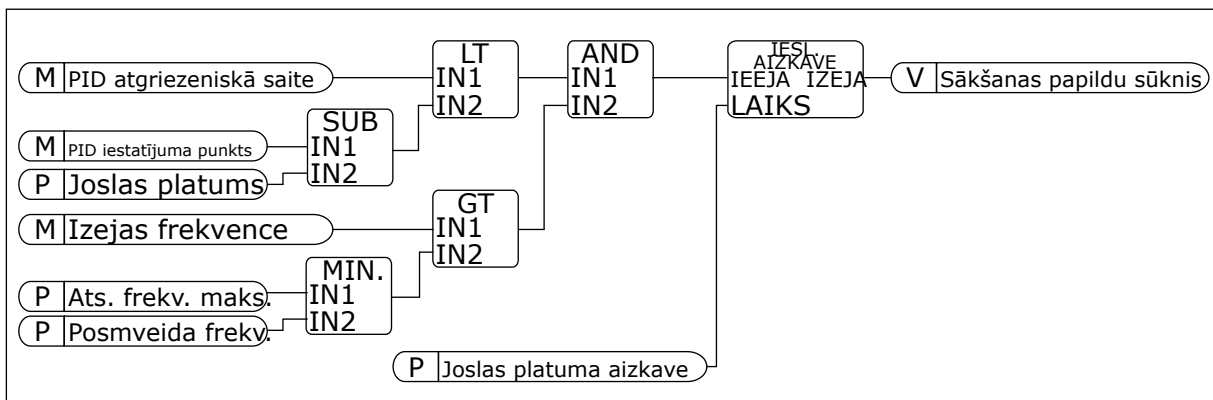 LT
IN1
IN2
AND
IN1
IN2
IESL.
AIZKAVE
IEEJA IZEJA
LAIKS
M PID atgriezeniskā saite
V Sākšanas papildu sūknis
SUB
IN1
IN2
M PID iestatījuma punkts
P Joslas platums
GT
IN1
IN2
M Izejas frekvence
MIN.
IN1
IN2
P Ats. frekv. maks.
P Posmveida frekv.
P Joslas platuma aizkave